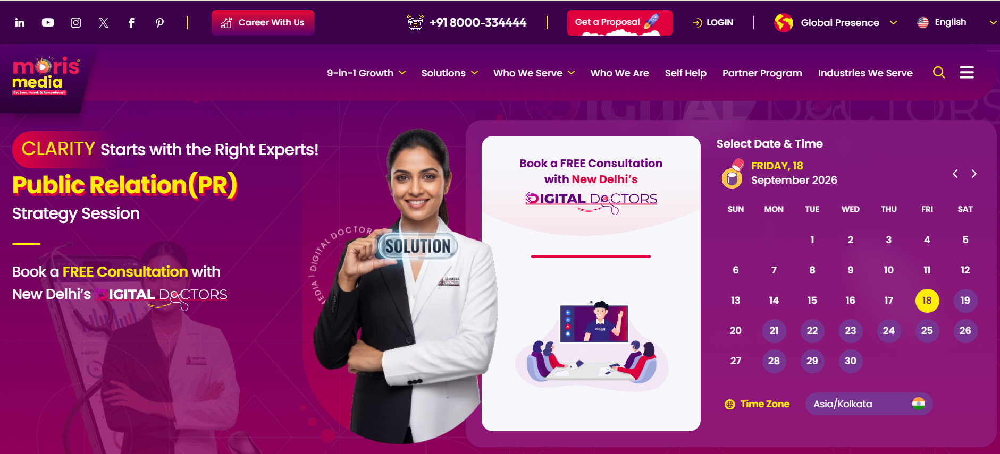 Career With Us
+91 8000-334444
Get a Proposal
LOGIN
Global Presence
English
moris
media
Get Seen, Heard, & Remembered!
9-in-1 Growth
Solutions
Who We Serve
Who We Are
Self Help
Partner Program
Industries We Serve
DIGITAL DOCTORS
CLARITY Starts with the Right Experts!
Public Relation(PR)
Strategy Session
Book a FREE Consultation with
New Delhi's DIGITAL DOCTORS
EDIA | DIGITAL DOCTOR
SOLUTION
DIGITAL
Book a FREE Consultation
with New Delhi's
DIGITAL DOCTORS
Select Date & Time
FRIDAY, 18
September 2026
SUN MON TUE WED THU FRI SAT
1 2 3 4 5
6 7 8 9 10 11 12
13 14 15 16 17 18 19
20 21 22 23 24 25 26
27 28 29 30
Time Zone
Asia/Kolkata